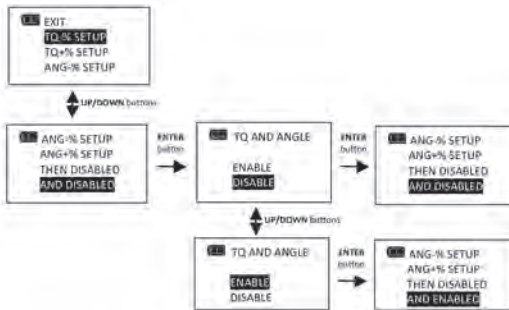 EXIT
TQ-% SETUP
TQ+% SETUP
ANG-% SETUP
UP/DOWN buttons
ANG-% SETUP
ANG+% SETUP
THEN DISABLED
AND DISABLED
ENTER
button
TQ AND ANGLE
ENABLE
DISABLE
ENTER
button
ANG-% SETUP
ANG+% SETUP
THEN DISABLED
AND DISABLED
UP/DOWN buttons
TQ AND ANGLE
ENABLE
DISABLE
ENTER
button
ANG-% SETUP
ANG+% SETUP
THEN DISABLED
AND ENABLED